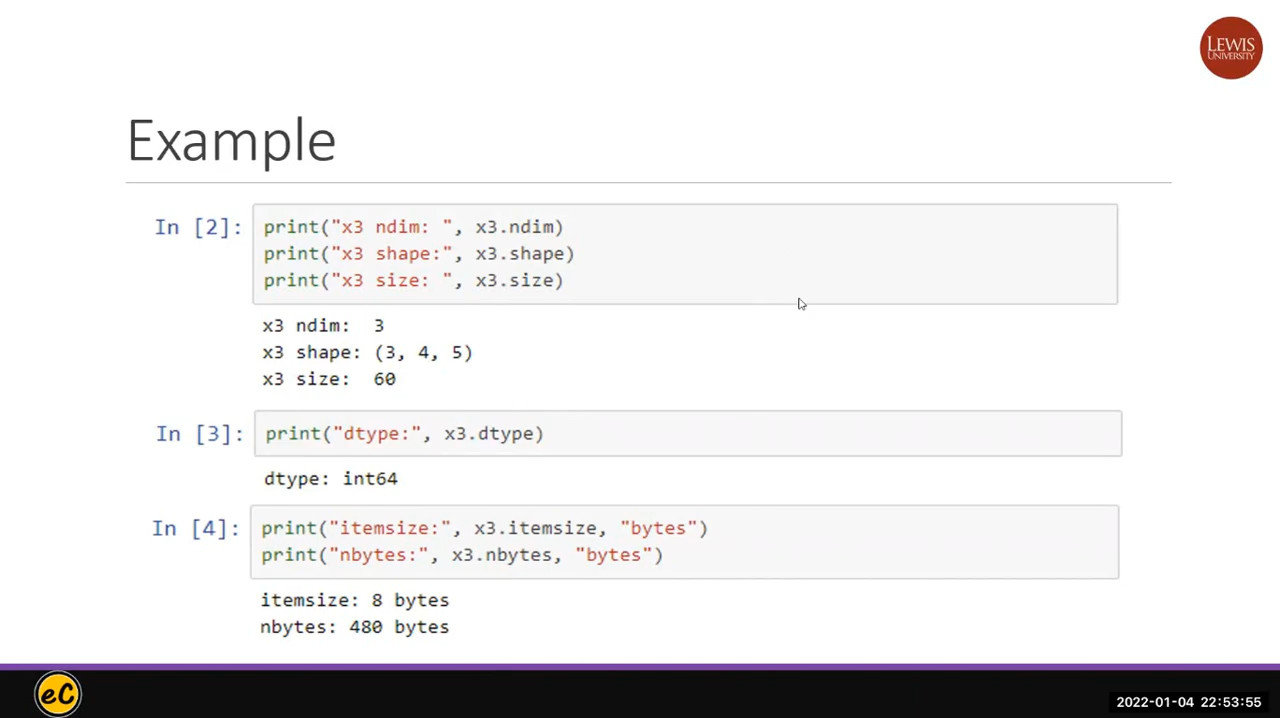 LEWIS
UNIVERSITY
Example
In [2]: print("x3 ndim: ", x3.ndim)
print("x3 shape:", x3.shape)
print("x3 size: ", x3.size)
x3 ndim:  3
x3 shape: (3, 4, 5)
x3 size:  60
In [3]: print("dtype:", x3.dtype)
dtype: int64
In [4]: print("itemsize:", x3.itemsize, "bytes")
print("nbytes:", x3.nbytes, "bytes")
itemsize: 8 bytes
nbytes: 480 bytes
eC
2022-01-04 22:53:55